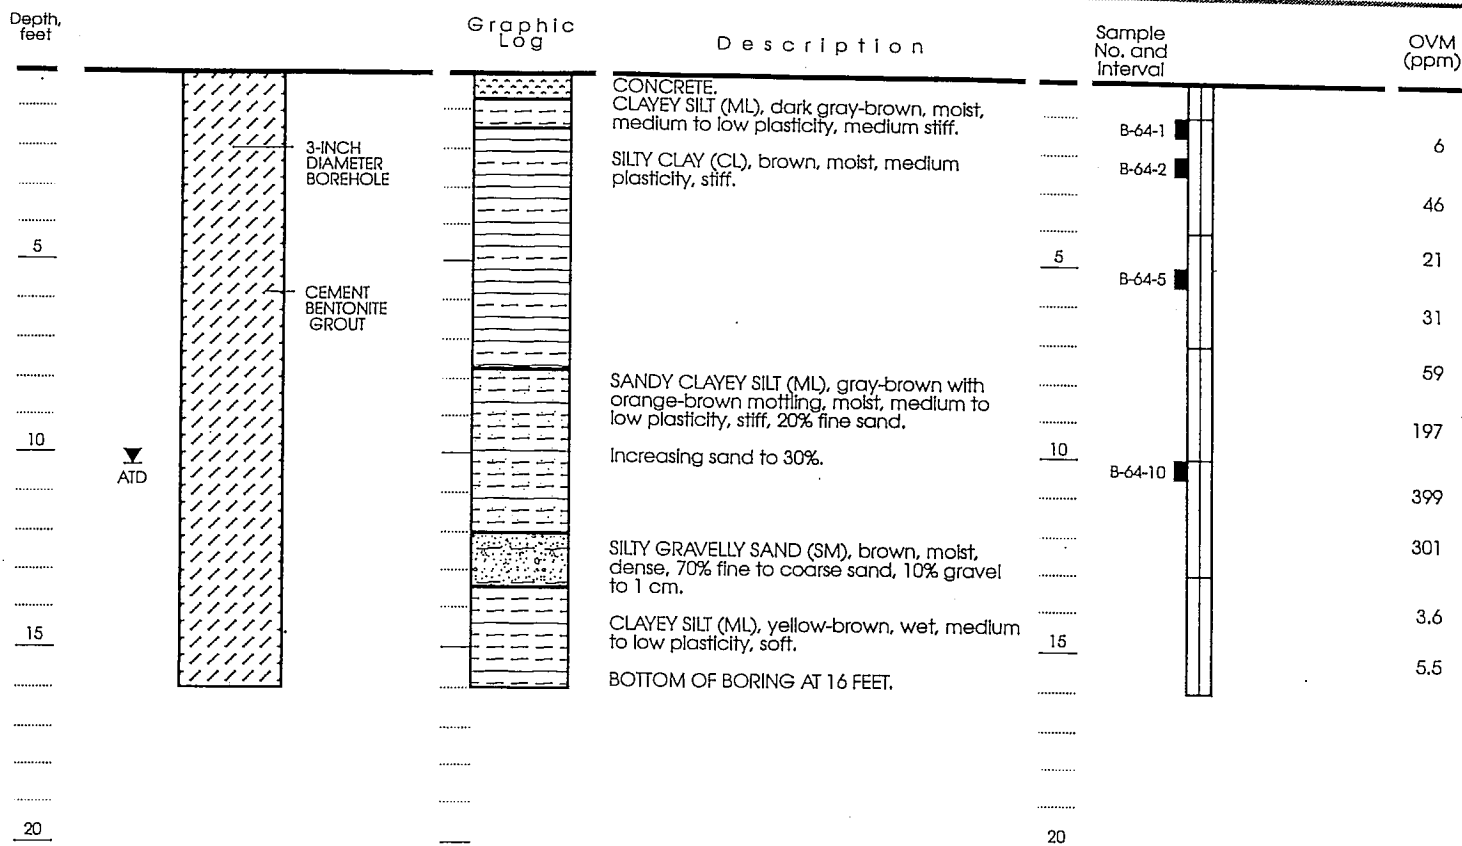 Depth,
feet
Graphic
Log
Description
Sample
No. and
Interval
OVM
(ppm)
CONCRETE.
CLAYEY SILT (ML), dark gray-brown, moist,
medium to low plasticity, medium stiff.
SILTY CLAY (CL), brown, moist, medium
plasticity, stiff.
3-INCH
DIAMETER
BOREHOLE
B-64-1
6
B-64-2
46
5
5
21
B-64-5
CEMENT
BENTONITE
GROUT
31
SANDY CLAYEY SILT (ML), gray-brown with
orange-brown mottling, moist, medium to
low plasticity, stiff, 20% fine sand.
59
10
Increasing sand to 30%.
10
197
ATD
B-64-10
399
SILTY GRAVELLY SAND (SM), brown, moist,
dense, 70% fine to coarse sand, 10% gravel
to 1 cm.
301
CLAYEY SILT (ML), yellow-brown, wet, medium
to low plasticity, soft.
3.6
15
15
5.5
BOTTOM OF BORING AT 16 FEET.
20
20